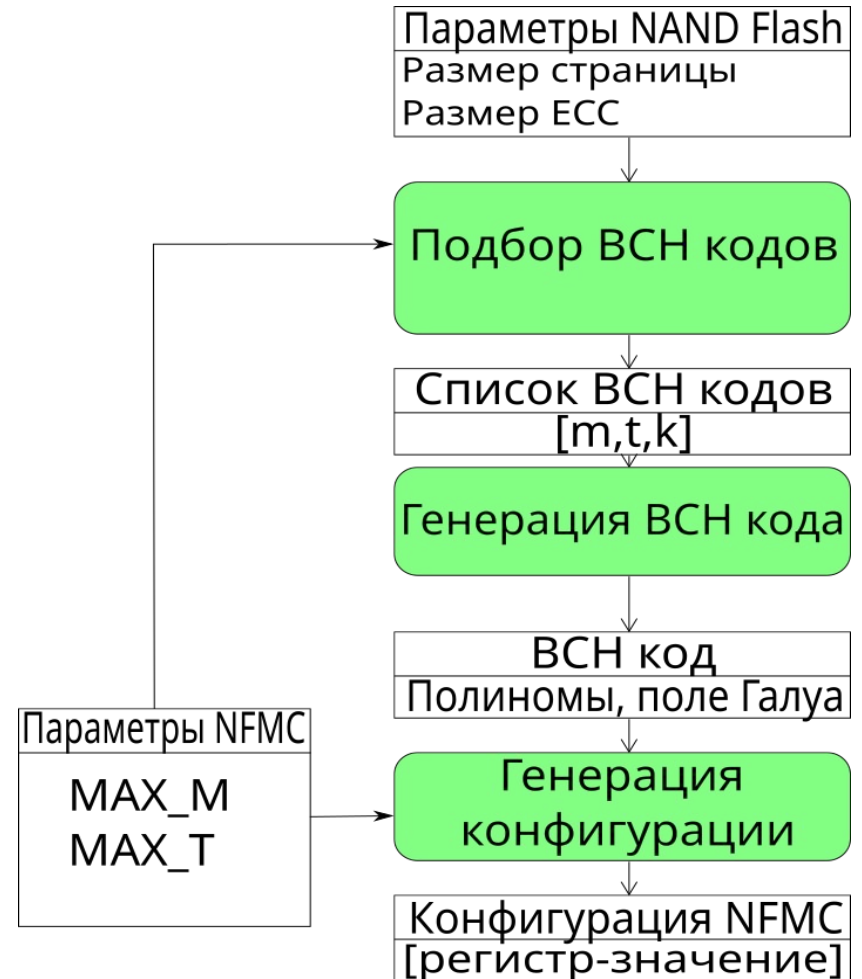 Параметры NAND Flash
Размер страницы
Размер ECC
Подбор BCH кодов
Список BCH кодов
[m,t,k]
Генерация BCH кода
BCH код
Полиномы, поле Галуа
Параметры NFMC
MAX_M
MAX_T
Генерация
конфигурации
Конфигурация NFMC
[регистр-значение]